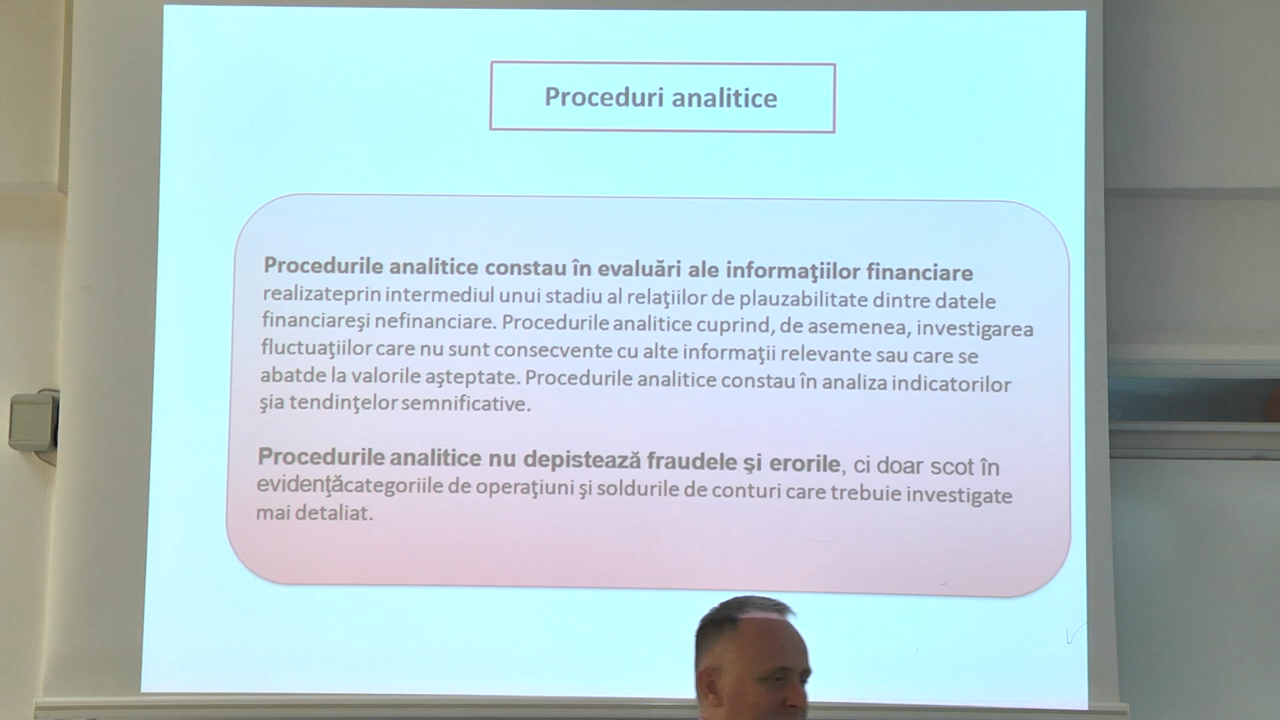 Proceduri analitice
Procedurile analitice constau în evaluări ale informaţiilor financiare
realizateprin intermediul unui stadiu al relaţiilor de plauzabilitate dintre datele
financiareşi nefinanciare. Procedurile analitice cuprind, de asemenea, investigarea
fluctuaţiilor care nu sunt consecvente cu alte informaţii relevante sau care se
abatde la valorile aşteptate. Procedurile analitice constau în analiza indicatorilor
şia tendinţelor semnificative.
Procedurile analitice nu depistează fraudele şi erorile, ci doar scot în
evidenţăcategoriile de operaţiuni şi soldurile de conturi care trebuie investigate
mai detaliat.